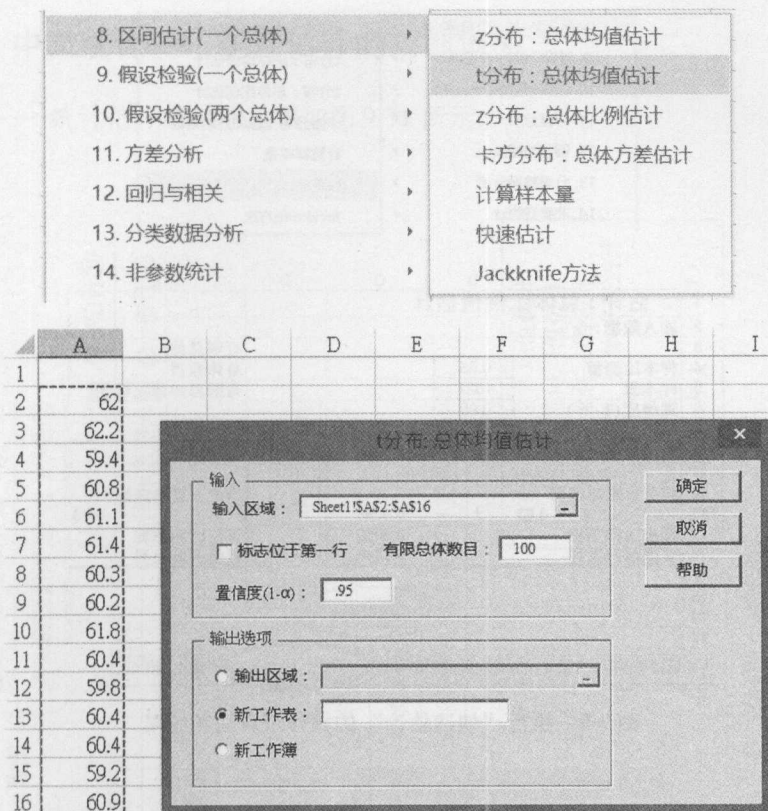 8. 区间估计(一个总体)
9. 假设检验(一个总体)
10. 假设检验(两个总体)
11. 方差分析
12. 回归与相关
13. 分类数据分析
14. 非参数统计
z分布：总体均值估计
t分布：总体均值估计
z分布：总体比例估计
卡方分布：总体方差估计
计算样本量
快速估计
Jackknife方法
A B C D E F G H I
1
2 62
3 62.2
4 59.4
5 60.8
6 61.1
7 61.4
8 60.3
9 60.2
10 61.8
11 60.4
12 59.8
13 60.4
14 60.4
15 59.2
16 60.9
t分布: 总体均值估计
输入
输入区域： Sheet1!$A$2:$A$16
标志位于第一行 有限总体数目： 100
置信度(1-α)： .95
输出选项
输出区域：
新工作表：
新工作簿
确定
取消
帮助